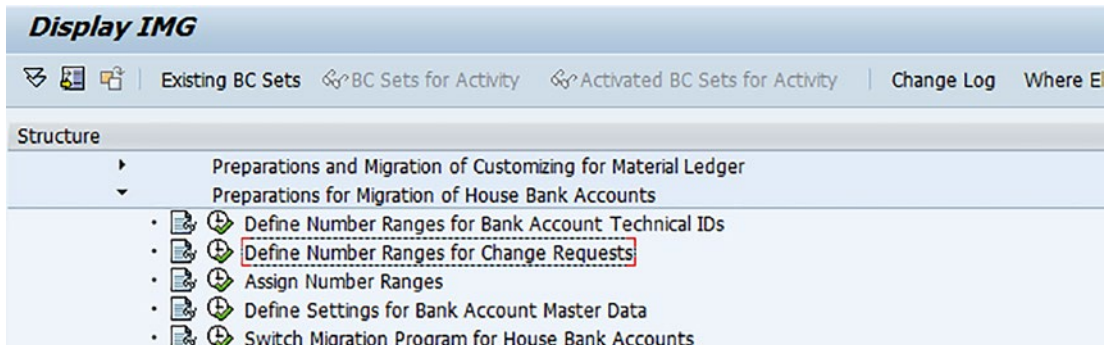 Display IMG
Existing BC Sets BC Sets for Activity Activated BC Sets for Activity Change Log Where
Structure
Preparations and Migration of Customizing for Material Ledger
Preparations for Migration of House Bank Accounts
Define Number Ranges for Bank Account Technical IDs
Define Number Ranges for Change Requests
Assign Number Ranges
Define Settings for Bank Account Master Data
Switch Migration Program for House Bank Accounts